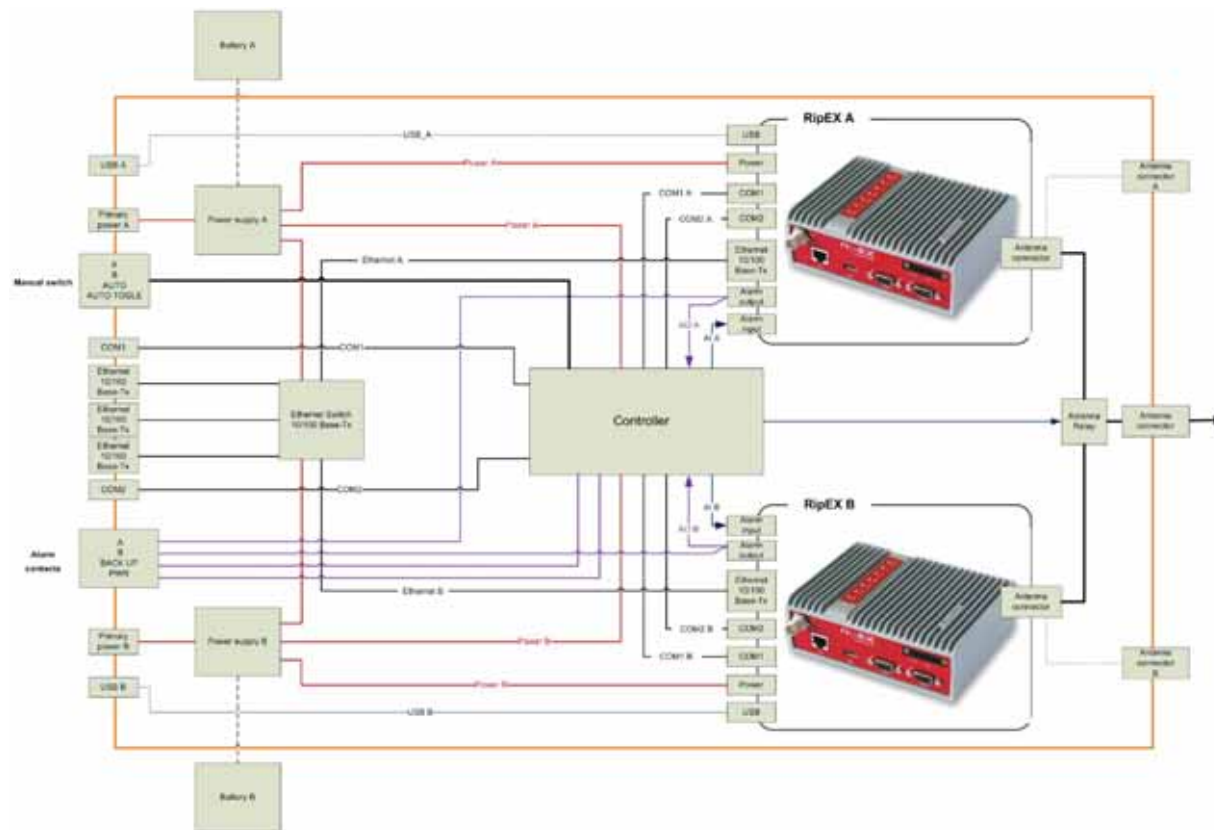 Battery A
RipEX A
USB_A
USB
USB A
Power A
Power
COM1 A
COM1
Primary
power A
Power supply A
Power A
COM2 A
COM2
Antenna
connector
A
Manual switch
A
B
AUTO
AUTO TOGLE
Ethernet A
Ethernet
10/100
Base-Tx
Antenna
connector
Alarm
output
AO A
AI A
Alarm
input
COM1
COM1
Ethernet
10/100
Base-Tx
Ethernet
10/100
Base-Tx
Ethernet
10/100
Base-Tx
Ethernet Switch
10/100 Base-Tx
Controller
Antenna
Relay
Antenna
connector
COM2
COM2
RipEX B
Alarm
contacts
A
B
BACK UP
PWR
AO B
AI B
Alarm
input
Alarm
output
Ethernet B
Ethernet
10/100
Base-Tx
Antenna
connector
Primary
power B
Power supply B
Power B
COM2 B
COM2
COM1 B
COM1
Antenna
connector
B
USB B
Power B
Power
USB B
USB
Battery B